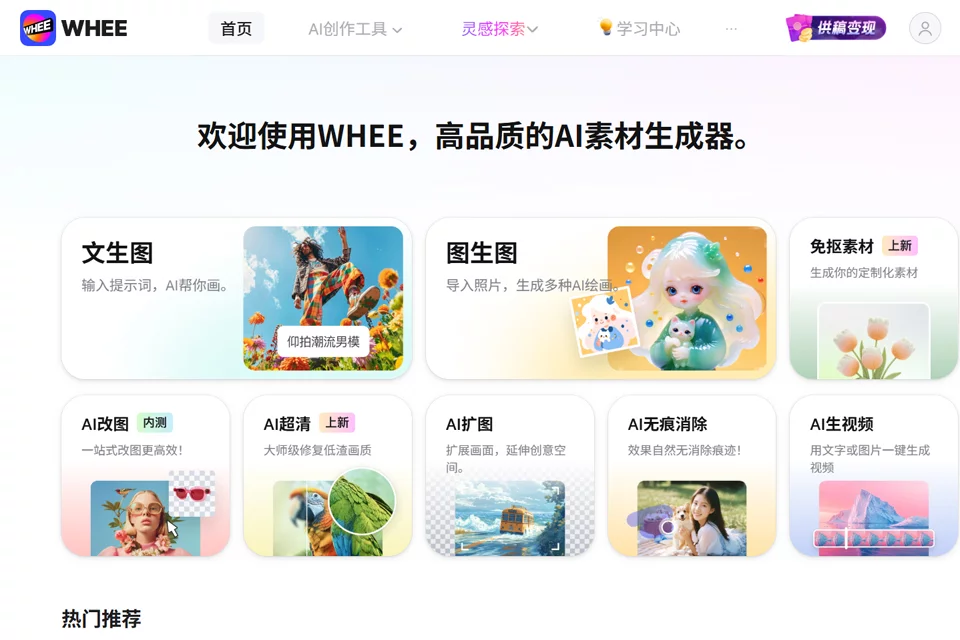 WHEE WHEE 首页 AI创作工具 灵感探索 学习中心 ... 供稿变现
欢迎使用WHEE，高品质的AI素材生成器。
文生图
输入提示词，AI帮你画。
仰拍潮流男模
图生图
导入照片，生成多种AI绘画。
免抠素材 上新
生成你的定制化素材
AI改图 内测
一站式改图更高效！
AI超清 上新
大师级修复低渣画质
AI扩图
扩展画面，延伸创意空
间。
AI无痕消除
效果自然无消除痕迹！
AI生视频
用文字或图片一键生成
视频
热门推荐